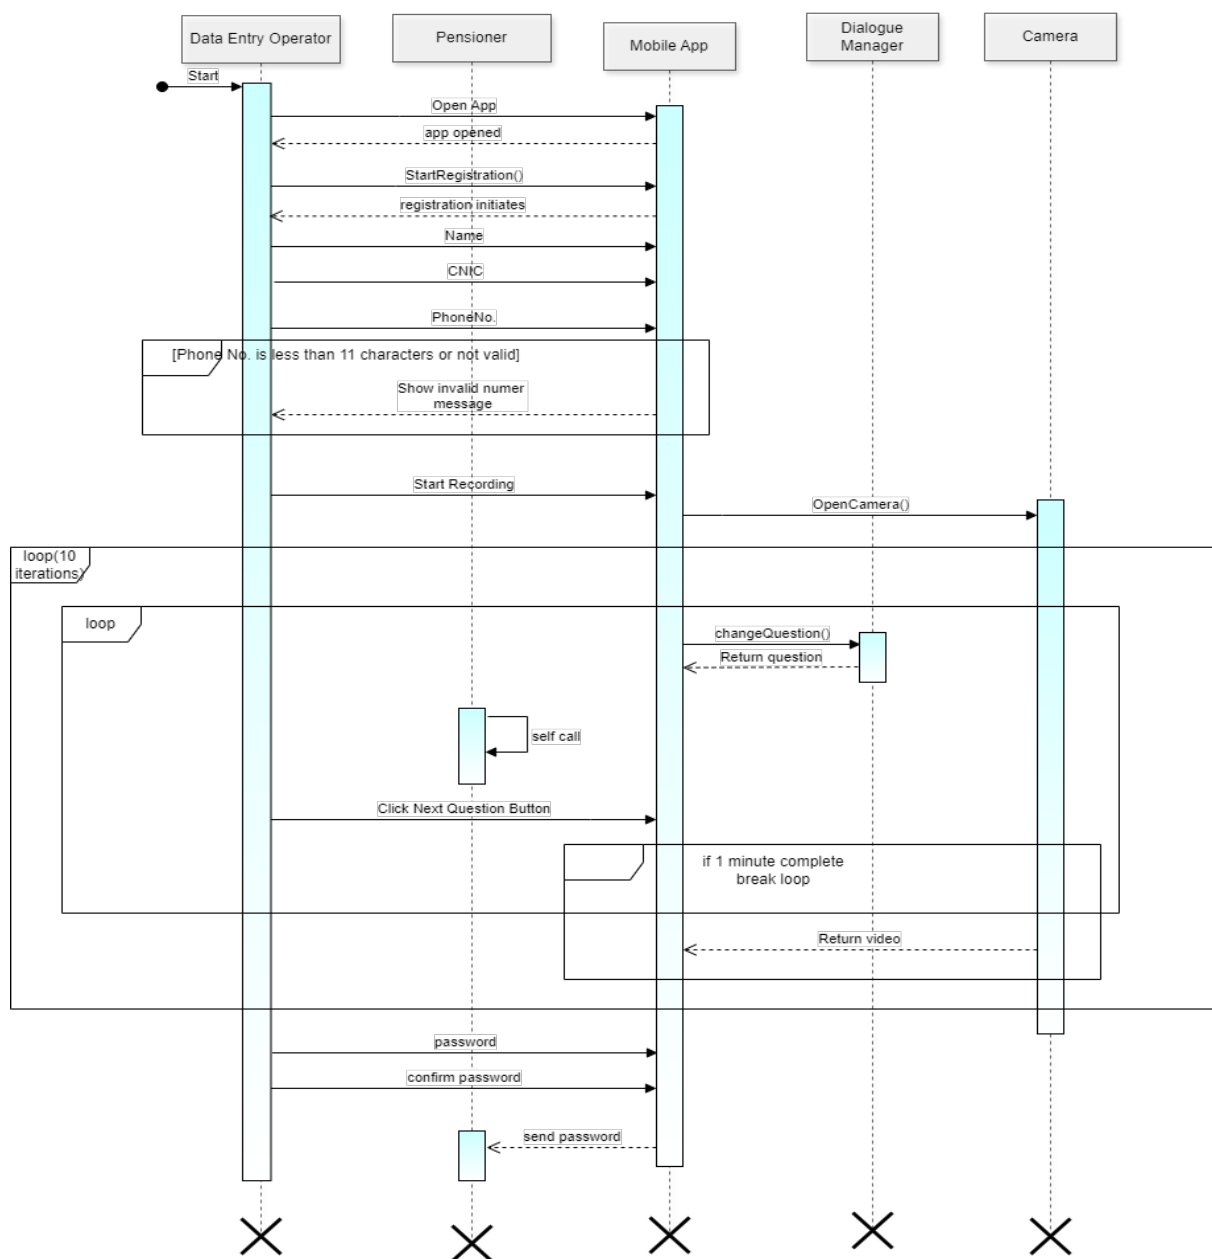 Data Entry Operator
Pensioner
Mobile App
Dialogue
Manager
Camera
Start
Open App
app opened
StartRegistration()
registration initiates
Name
CNIC
PhoneNo.
[Phone No. is less than 11 characters or not valid]
Show invalid numer
message
Start Recording
OpenCamera()
loop(10
iterations)
loop
changeQuestion()
Return question
self call
Click Next Question Button
if 1 minute complete
break loop
Return video
password
confirm password
send password